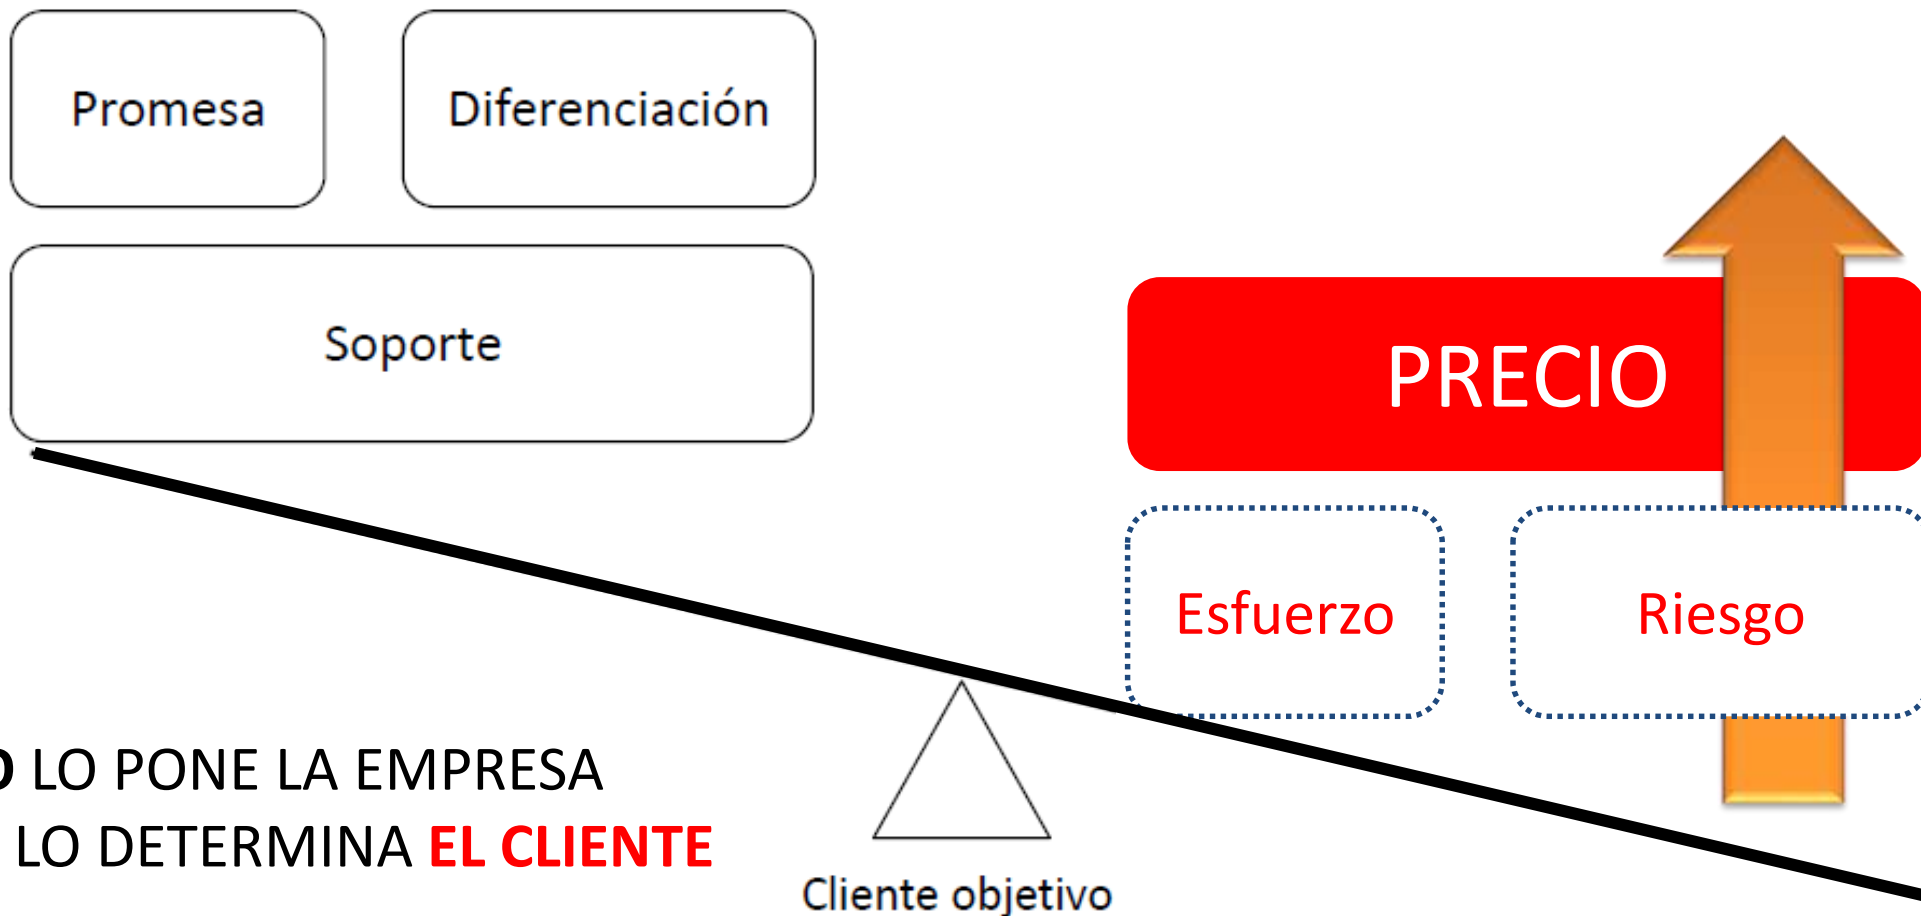 Promesa
Diferenciación
Soporte
PRECIO
Esfuerzo
Riesgo
LO PONE LA EMPRESA
LO DETERMINA EL CLIENTE
Cliente objetivo